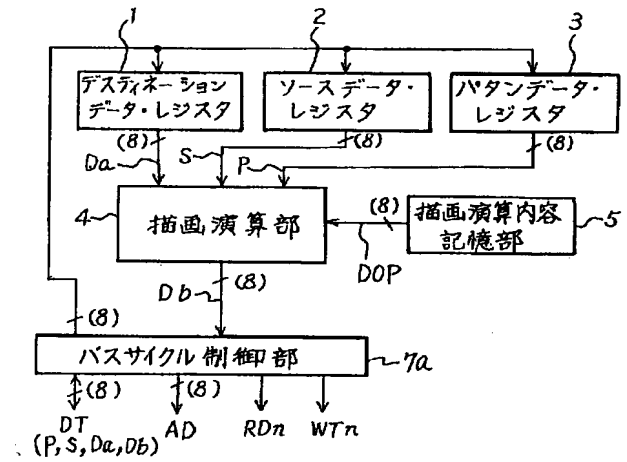 1
2
3
デスティネーション
データ・レジスタ
ソースデータ・
レジスタ
パタンデータ・
レジスタ
(8)
(8)
(8)
Da
S
P
4
描画演算部
(8)
DOP
描画演算内容
記憶部
5
Db
(8)
(8)
バスサイクル制御部
7a
(8)
(8)
DT
AD
RDn
WTn
(P,S,Da,Db)